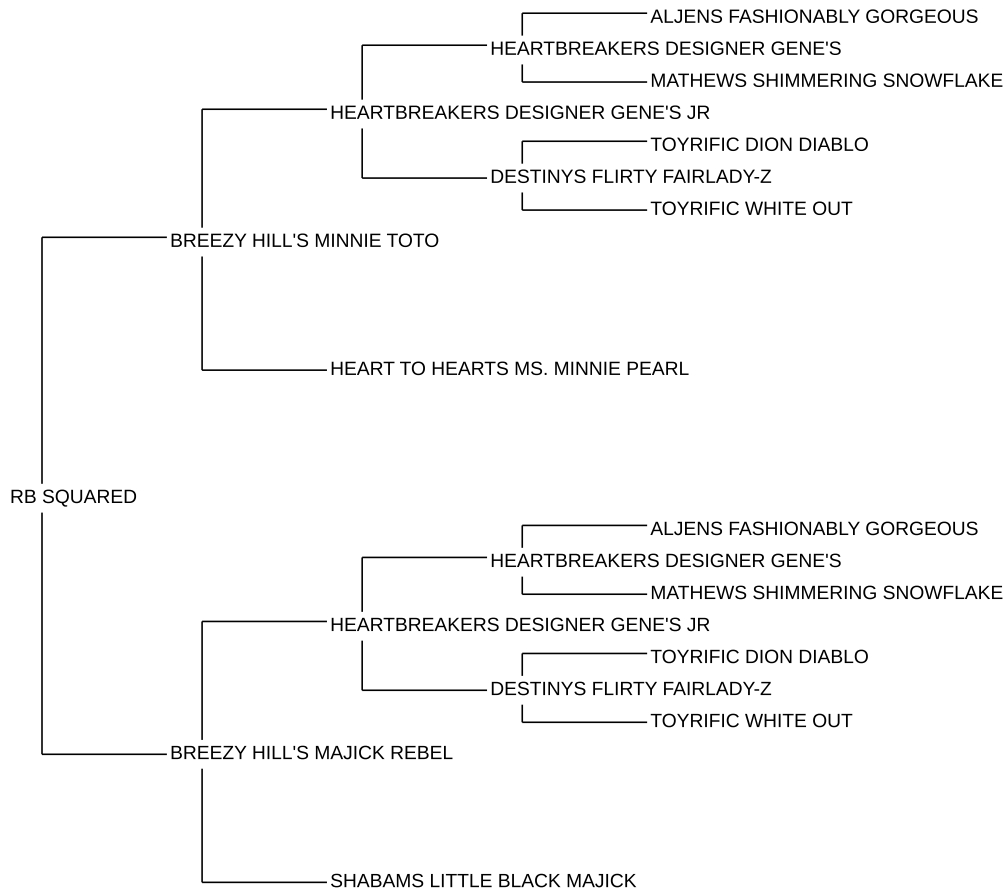 ALJENS FASHIONABLY GORGEOUS
HEARTBREAKERS DESIGNER GENE'S
MATHEWS SHIMMERING SNOWFLAKE
HEARTBREAKERS DESIGNER GENE'S JR
TOYRIFIC DION DIABLO
DESTINYS FLIRTY FAIRLADY-Z
TOYRIFIC WHITE OUT
BREEZY HILL'S MINNIE TOTO
HEART TO HEARTS MS. MINNIE PEARL
RB SQUARED
ALJENS FASHIONABLY GORGEOUS
HEARTBREAKERS DESIGNER GENE'S
MATHEWS SHIMMERING SNOWFLAKE
HEARTBREAKERS DESIGNER GENE'S JR
TOYRIFIC DION DIABLO
DESTINYS FLIRTY FAIRLADY-Z
TOYRIFIC WHITE OUT
BREEZY HILL'S MAJICK REBEL
SHABAMS LITTLE BLACK MAJICK